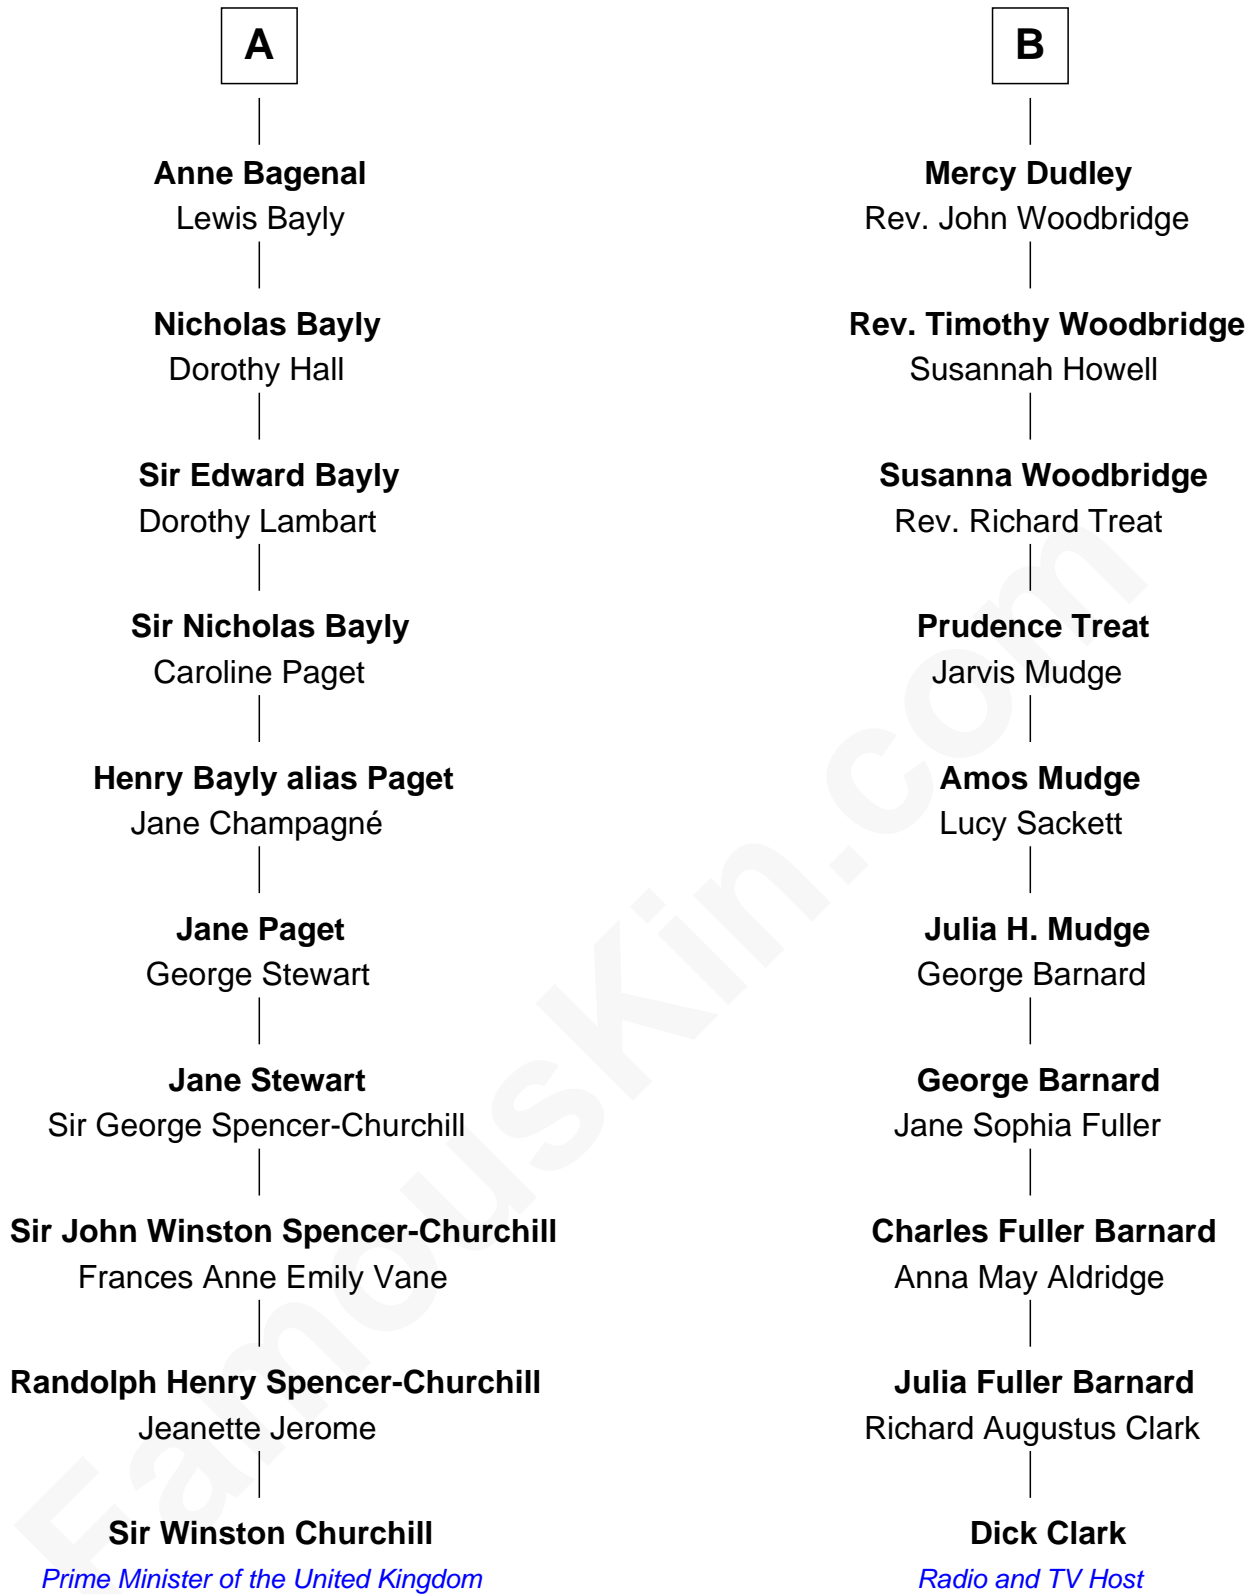 A
Anne Bagenal
Lewis Bayly
Nicholas Bayly
Dorothy Hall
Sir Edward Bayly
Dorothy Lambart
Sir Nicholas Bayly
Caroline Paget
Henry Bayly alias Paget
Jane Champagné
Jane Paget
George Stewart
Jane Stewart
Sir George Spencer-Churchill
Sir John Winston Spencer-Churchill
Frances Anne Emily Vane
Randolph Henry Spencer-Churchill
Jeanette Jerome
Sir Winston Churchill
Prime Minister of the United Kingdom
B
Mercy Dudley
Rev. John Woodbridge
Rev. Timothy Woodbridge
Susannah Howell
Susanna Woodbridge
Rev. Richard Treat
Prudence Treat
Jarvis Mudge
Amos Mudge
Lucy Sackett
Julia H. Mudge
George Barnard
George Barnard
Jane Sophia Fuller
Charles Fuller Barnard
Anna May Aldridge
Julia Fuller Barnard
Richard Augustus Clark
Dick Clark
Radio and TV Host
FamousKin.com